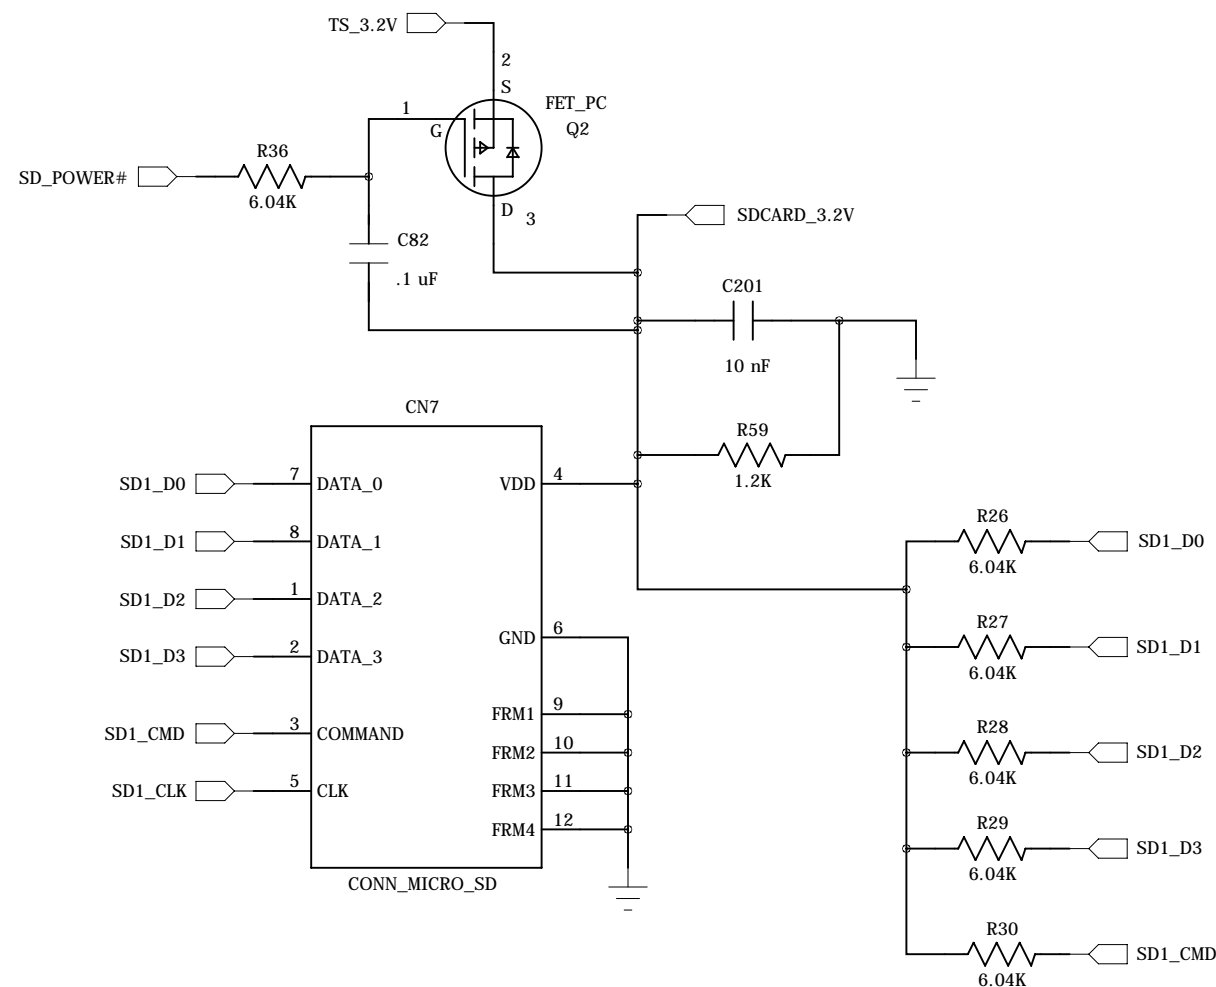 TS_3.2V
2
S
FET_PC
Q2
1
G
R36
SD_POWER#
6.04K
D
3
SDCARD_3.2V
C82
.1 uF
C201
10 nF
CN7
R59
1.2K
SD1_D0
7
DATA_0
VDD
4
SD1_D1
8
DATA_1
SD1_D2
1
DATA_2
SD1_D3
2
DATA_3
GND
6
FRM1
9
SD1_CMD
3
COMMAND
FRM2
10
SD1_CLK
5
CLK
FRM3
11
FRM4
12
CONN_MICRO_SD
R26
SD1_D0
6.04K
R27
SD1_D1
6.04K
R28
SD1_D2
6.04K
R29
SD1_D3
6.04K
R30
SD1_CMD
6.04K